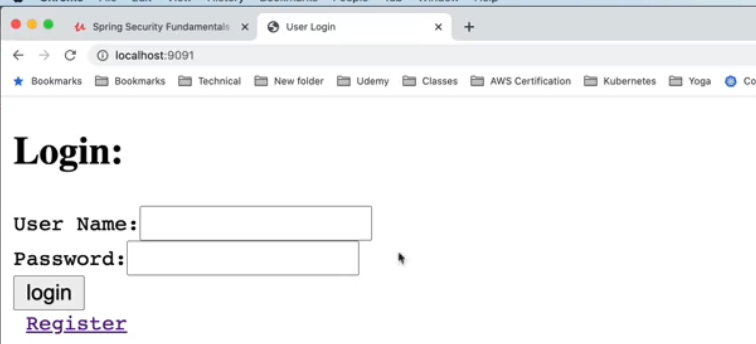 Spring Security Fundamentals
User Login
localhost:9091
Bookmarks Bookmarks Technical New folder Udemy Classes AWS Certification Kubernetes Yoga Co
Login:
User Name:
Password:
login
Register